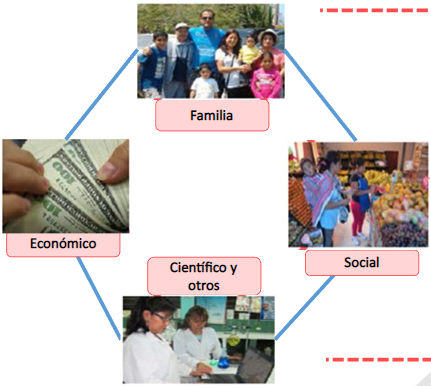 Familia
Económico
Social
Científico y
otros